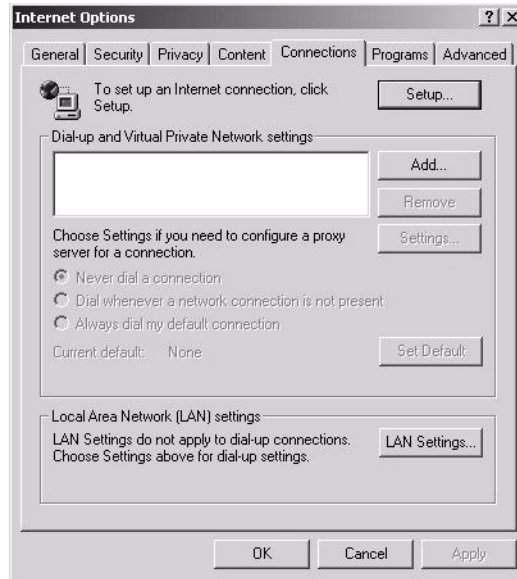 Internet Options
? X
General Security Privacy Content Connections Programs Advanced
To set up an Internet connection, click
Setup.
Setup...
Dial-up and Virtual Private Network settings
Add...
Remove
Choose Settings if you need to configure a proxy
server for a connection.
Settings...
Never dial a connection
Dial whenever a network connection is not present
Always dial my default connection
Current default: None
Set Default
Local Area Network (LAN) settings
LAN Settings do not apply to dial-up connections.
Choose Settings above for dial-up settings.
LAN Settings...
OK Cancel Apply